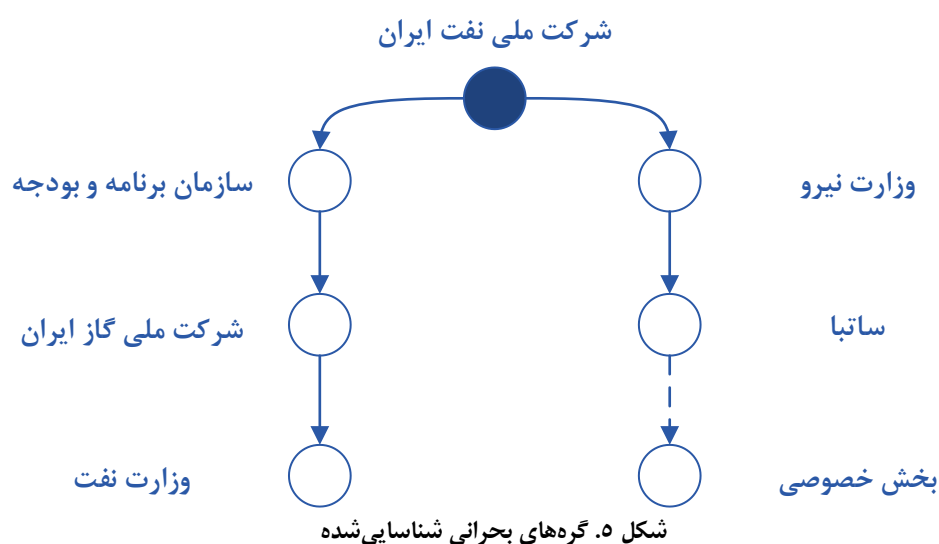 شرکت ملی نفت ایران
وزارت نیرو
سازمان برنامه و بودجه
ساتبا
شرکت ملی گاز ایران
بخش خصوصی
وزارت نفت
شکل ۵. گره‌های بحرانی شناسایی‌شده